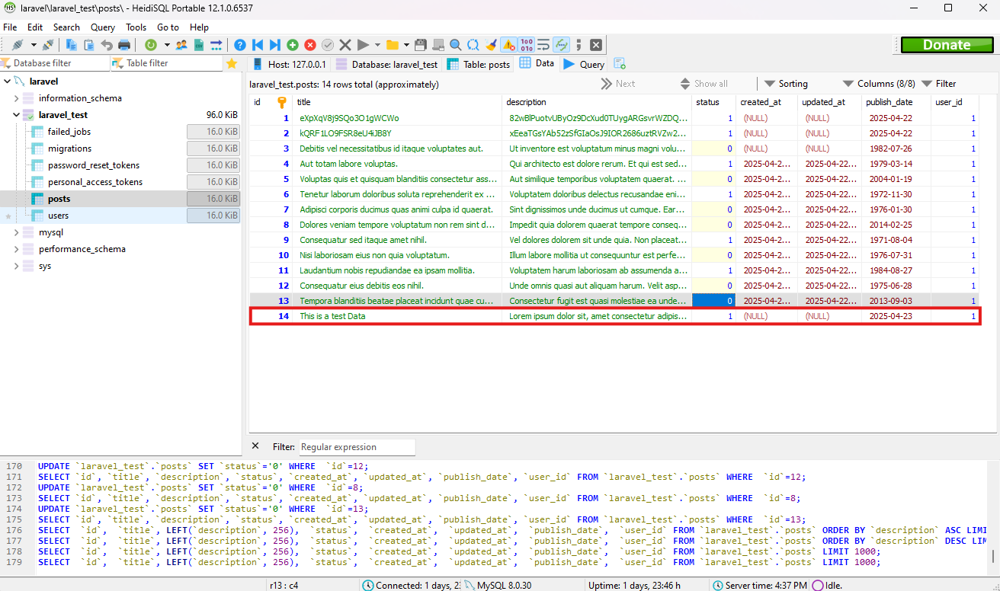 laravel\laravel_test\posts\ - HeidiSQL Portable 12.1.0.6537
File Edit Search Query Tools Go to Help
Donate
Database filter Table filter
Host: 127.0.0.1 Database: laravel_test Table: posts Data Query
laravel
information_schema
laravel_test 96.0 KiB
failed_jobs 16.0 KiB
migrations 16.0 KiB
password_reset_tokens 16.0 KiB
personal_access_tokens 16.0 KiB
posts 16.0 KiB
users 16.0 KiB
mysql
performance_schema
sys
laravel_test.posts: 14 rows total (approximately) Next Show all Sorting Columns (8/8) Filter
id title description status created_at updated_at publish_date user_id
1 eXpXqV8j9SQo3O1gWCWo 82wBlPuotvUByOz9DcXud0TUygARGsvrWZDQ... 1 (NULL) (NULL) 2025-04-22 1
2 kQRF1LO9FSR8eU4iJB8Y xEeaTGsYAb52zSfGIaOsJ9IOR2686uztRVZw2... 1 (NULL) (NULL) 2025-04-22 1
3 Debitis vel necessitatibus id itaque voluptates aut. Ut inventore est voluptatum minus magni volu... 0 (NULL) (NULL) 1982-07-26 1
4 Aut totam labore voluptas. Qui architecto est dolore rerum. Et qui est sed... 1 2025-04-2... 2025-04-22... 1979-03-14 1
5 Voluptas quis et quisquam blanditiis consectetur ass... Aut similique temporibus voluptatem quaerat. ... 0 2025-04-2... 2025-04-22... 2004-01-19 1
6 Tenetur laborum doloribus soluta reprehenderit ex ... Voluptatem doloribus delectus recusandae eni... 1 2025-04-2... 2025-04-22... 1972-11-30 1
7 Adipisci corporis ducimus quas animi culpa id quaerat. Sint dignissimos unde ducimus ut cumque. Ear... 0 2025-04-2... 2025-04-22... 1976-01-30 1
8 Dolores veniam tempore voluptatum non rem sint d... Impedit quia dolorem quaerat tempore conseq... 0 2025-04-2... 2025-04-22... 2014-02-25 1
9 Consequatur sed itaque amet nihil. Vel dolores dolorem sit unde quia. Non placeat... 1 2025-04-2... 2025-04-22... 1971-08-04 1
10 Nisi laboriosam eius non quia voluptatum. Illum labore mollitia ut consequuntur est perfe... 0 2025-04-2... 2025-04-22... 1976-07-31 1
11 Laudantium nobis repudiandae ea ipsam mollitia. Voluptatem harum laboriosam ab assumenda a... 1 2025-04-2... 2025-04-22... 1984-08-27 1
12 Consequatur eius debitis eos nihil. Unde omnis quasi aut aliquam harum. Velit asp... 0 2025-04-2... 2025-04-22... 1975-06-28 1
13 Tempora blanditiis beatae placeat incidunt quae cu... Consectetur fugit est quasi molestiae ea unde... 0 2025-04-2... 2025-04-22... 2013-09-03 1
14 This is a test Data Lorem ipsum dolor sit, amet consectetur adipis... 1 (NULL) (NULL) 2025-04-23 1
Filter: Regular expression
170 UPDATE `laravel_test`.`posts` SET `status`='0' WHERE `id`=12;
171 SELECT `id`, `title`, `description`, `status`, `created_at`, `updated_at`, `publish_date`, `user_id` FROM `laravel_test`.`posts` WHERE `id`=12;
172 UPDATE `laravel_test`.`posts` SET `status`='0' WHERE `id`=8;
173 SELECT `id`, `title`, `description`, `status`, `created_at`, `updated_at`, `publish_date`, `user_id` FROM `laravel_test`.`posts` WHERE `id`=8;
174 UPDATE `laravel_test`.`posts` SET `status`='0' WHERE `id`=13;
175 SELECT `id`, `title`, `description`, `status`, `created_at`, `updated_at`, `publish_date`, `user_id` FROM `laravel_test`.`posts` WHERE `id`=13;
176 SELECT `id`, `title`, LEFT(`description`, 256), `status`, `created_at`, `updated_at`, `publish_date`, `user_id` FROM `laravel_test`.`posts` ORDER BY `description` ASC LIMI
177 SELECT `id`, `title`, LEFT(`description`, 256), `status`, `created_at`, `updated_at`, `publish_date`, `user_id` FROM `laravel_test`.`posts` ORDER BY `description` DESC LIM
178 SELECT `id`, `title`, LEFT(`description`, 256), `status`, `created_at`, `updated_at`, `publish_date`, `user_id` FROM `laravel_test`.`posts` LIMIT 1000;
179 SELECT `id`, `title`, LEFT(`description`, 256), `status`, `created_at`, `updated_at`, `publish_date`, `user_id` FROM `laravel_test`.`posts` LIMIT 1000;
r13 : c4 Connected: 1 days, 23 MySQL 8.0.30 Uptime: 1 days, 23:46 h Server time: 4:37 PM Idle.